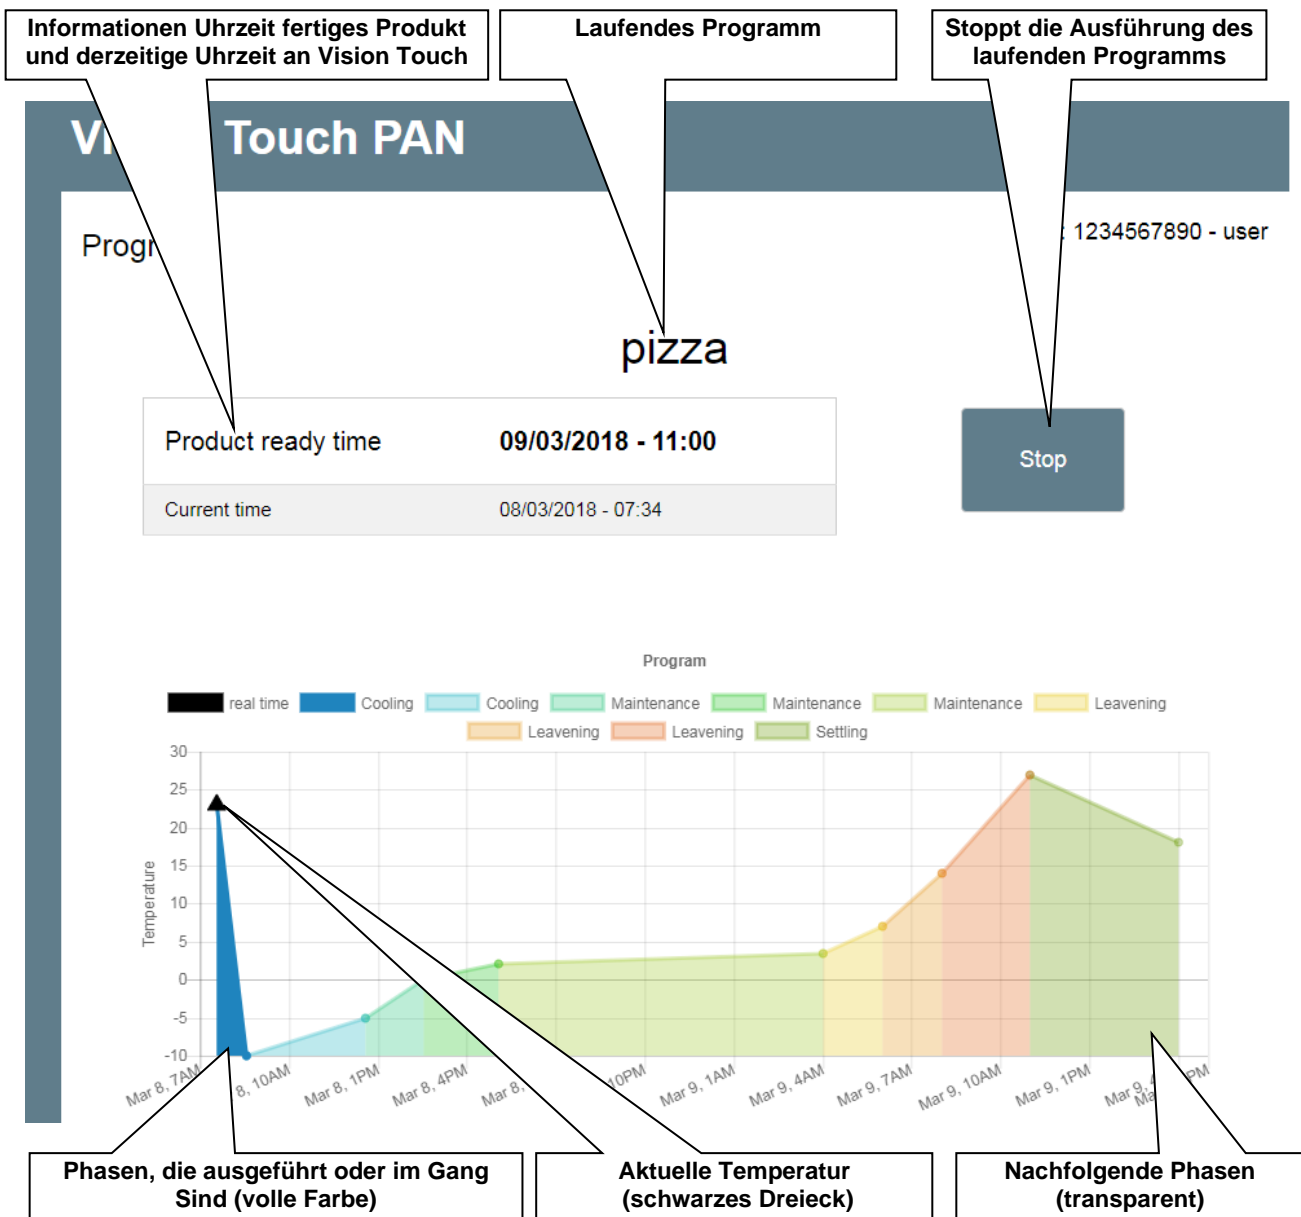 Informationen Uhrzeit fertiges Produkt
und derzeitige Uhrzeit an Vision Touch
Laufendes Programm
Stoppt die Ausführung des
laufenden Programms
Touch PAN
: 1234567890 - user
pizza
Product ready time 09/03/2018 - 11:00
Current time 08/03/2018 - 07:34
Stop
Program
real time Cooling Cooling Maintenance Maintenance Maintenance Leavening
Leavening Leavening Settling
30
25
20
15
10
5
0
-5
-10
Temperature
Mar 8, 7AM 8, 10AM Mar 8, 1PM Mar 8, 4PM Mar 8, 10PM Mar 9, 1AM Mar 9, 4AM Mar 9, 7AM Mar 9, 10AM Mar 9, 1PM Mar 9,
Phasen, die ausgeführt oder im Gang
Sind (volle Farbe)
Aktuelle Temperatur
(schwarzes Dreieck)
Nachfolgende Phasen
(transparent)